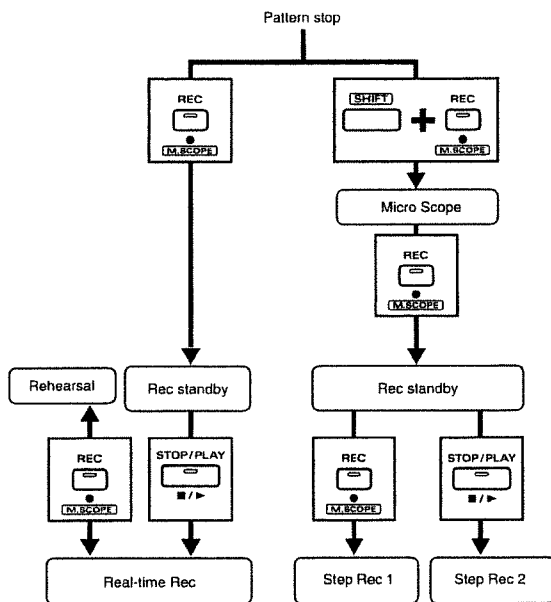 Pattern stop
REC
M.SCOPE
SHIFT
REC
M.SCOPE
Micro Scope
REC
M.SCOPE
Rehearsal
Rec standby
Rec standby
REC
M.SCOPE
STOP/PLAY
■/►
REC
M.SCOPE
STOP/PLAY
■/►
Real-time Rec
Step Rec 1
Step Rec 2